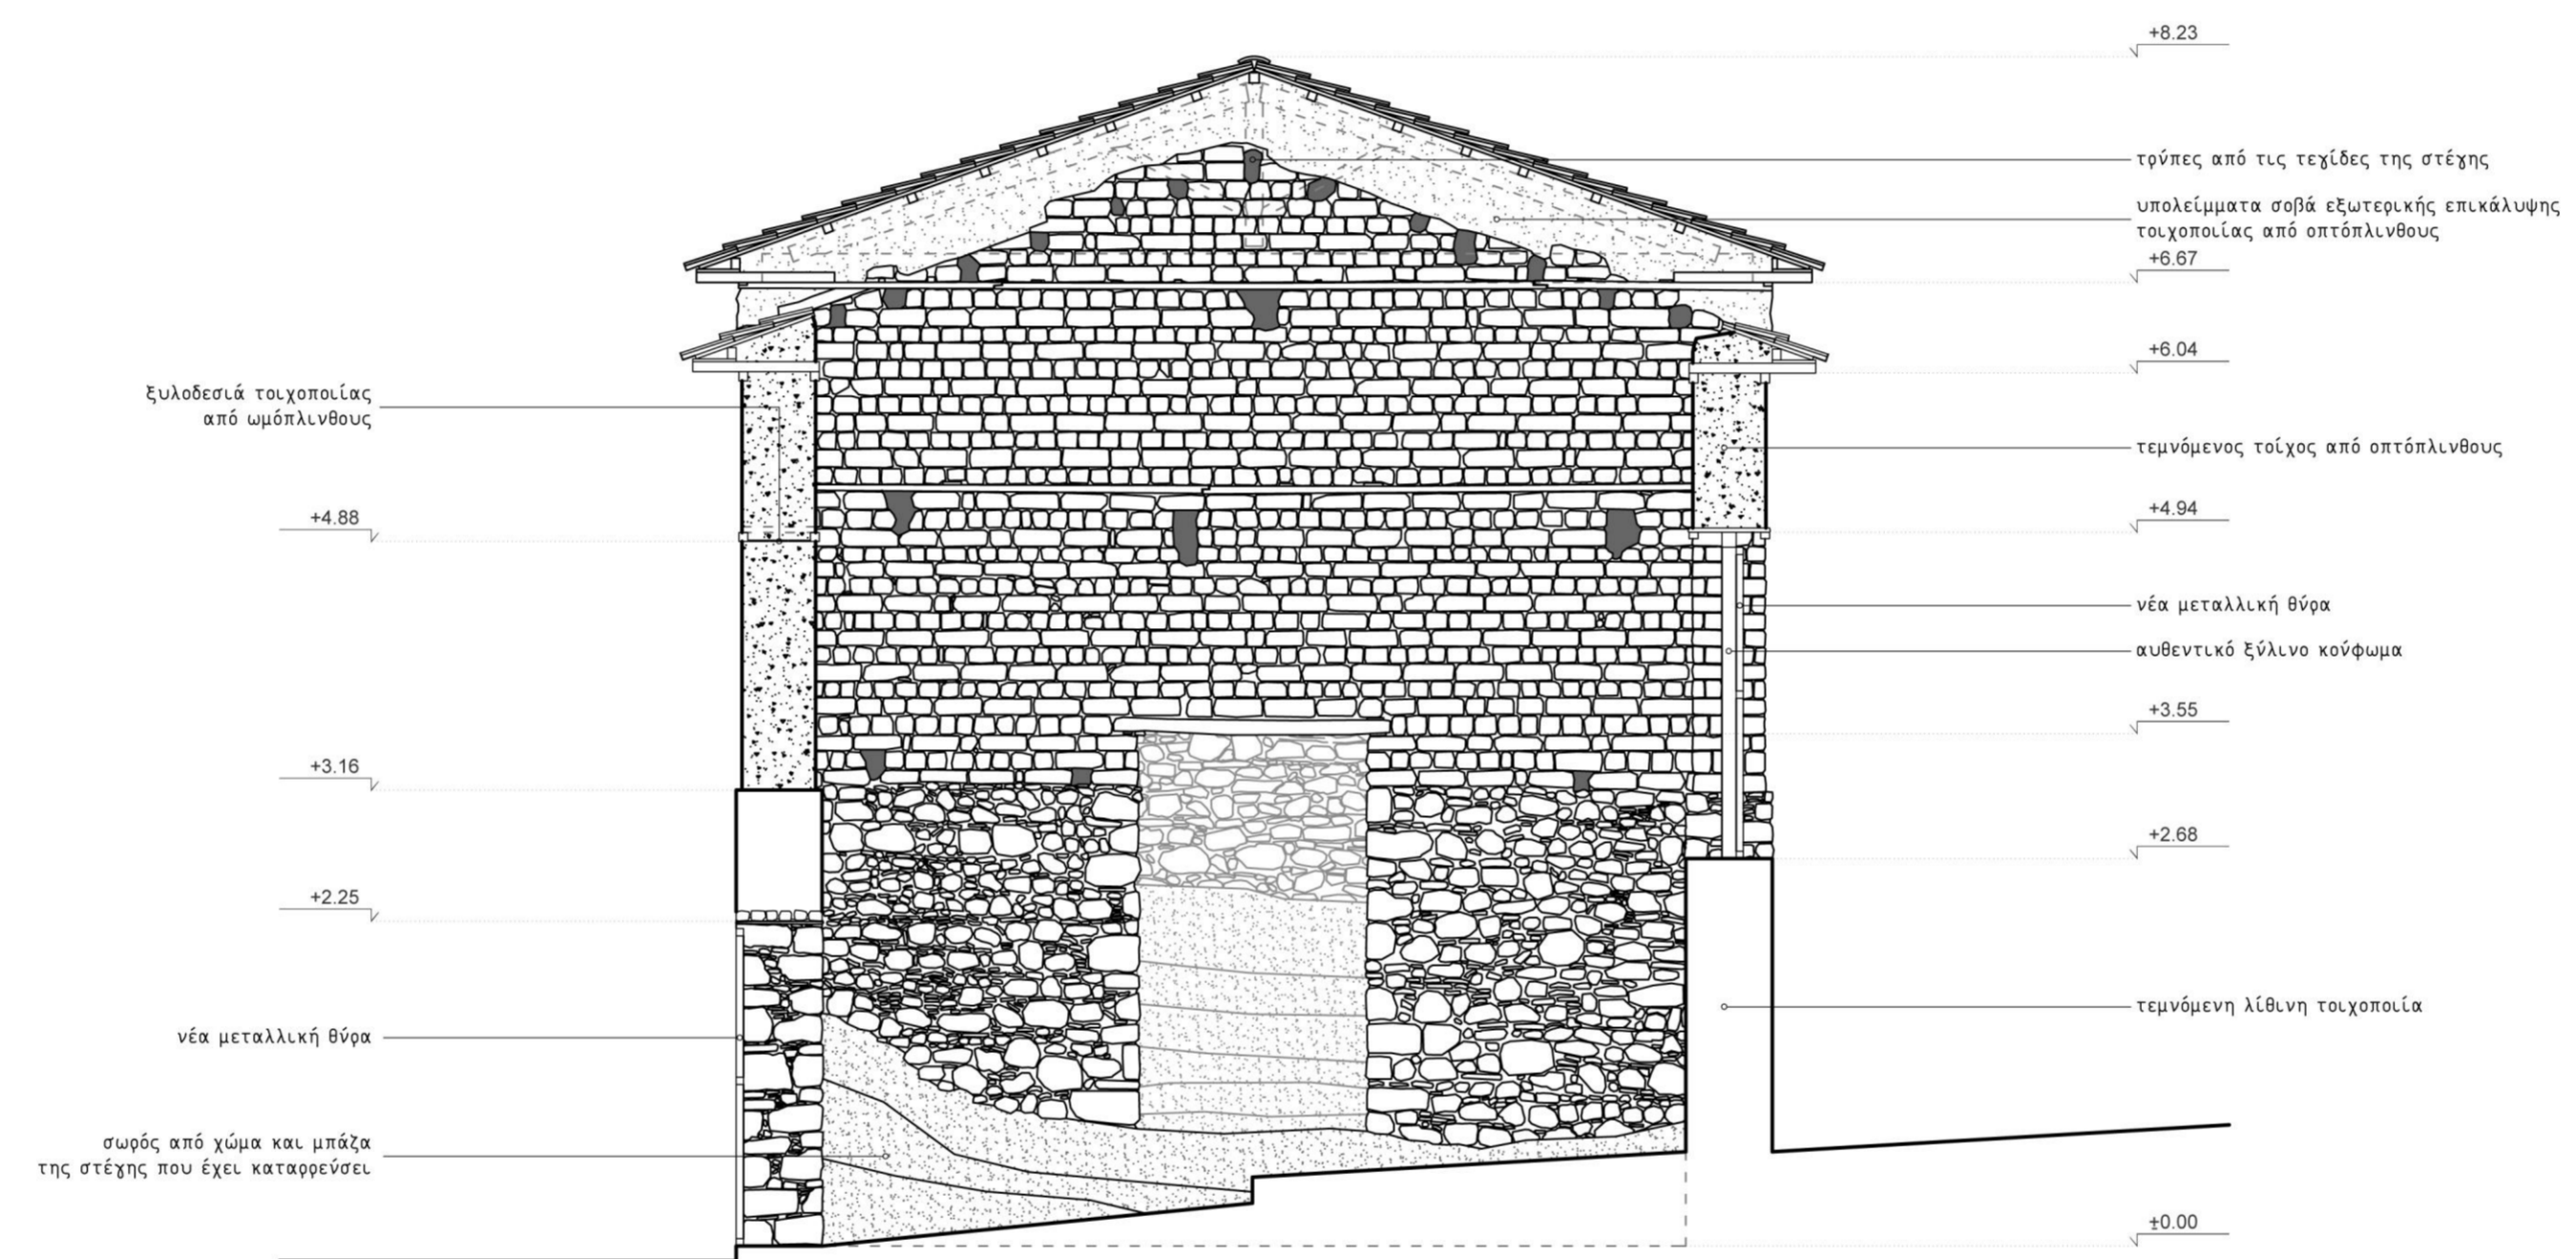 +8.23
τρύπες από τις τεγίδες της στέγης
υπολείμματα σοβά εξωτερικής επικάλυψης
τοιχοποιίας από οπτόπλινθους
+6.67
+6.04
ξυλοδεσιά τοιχοποιίας
από ωμόπλινθους
τεμνόμενος τοίχος από οπτόπλινθους
+4.88
+4.94
νέα μεταλλική θύρα
αυθεντικό ξύλινο κούφωμα
+3.55
+3.16
+2.68
+2.25
τεμνόμενη λίθινη τοιχοποιία
νέα μεταλλική θύρα
σωρός από χώμα και μπάζα
της στέγης που έχει καταρρεύσει
±0.00